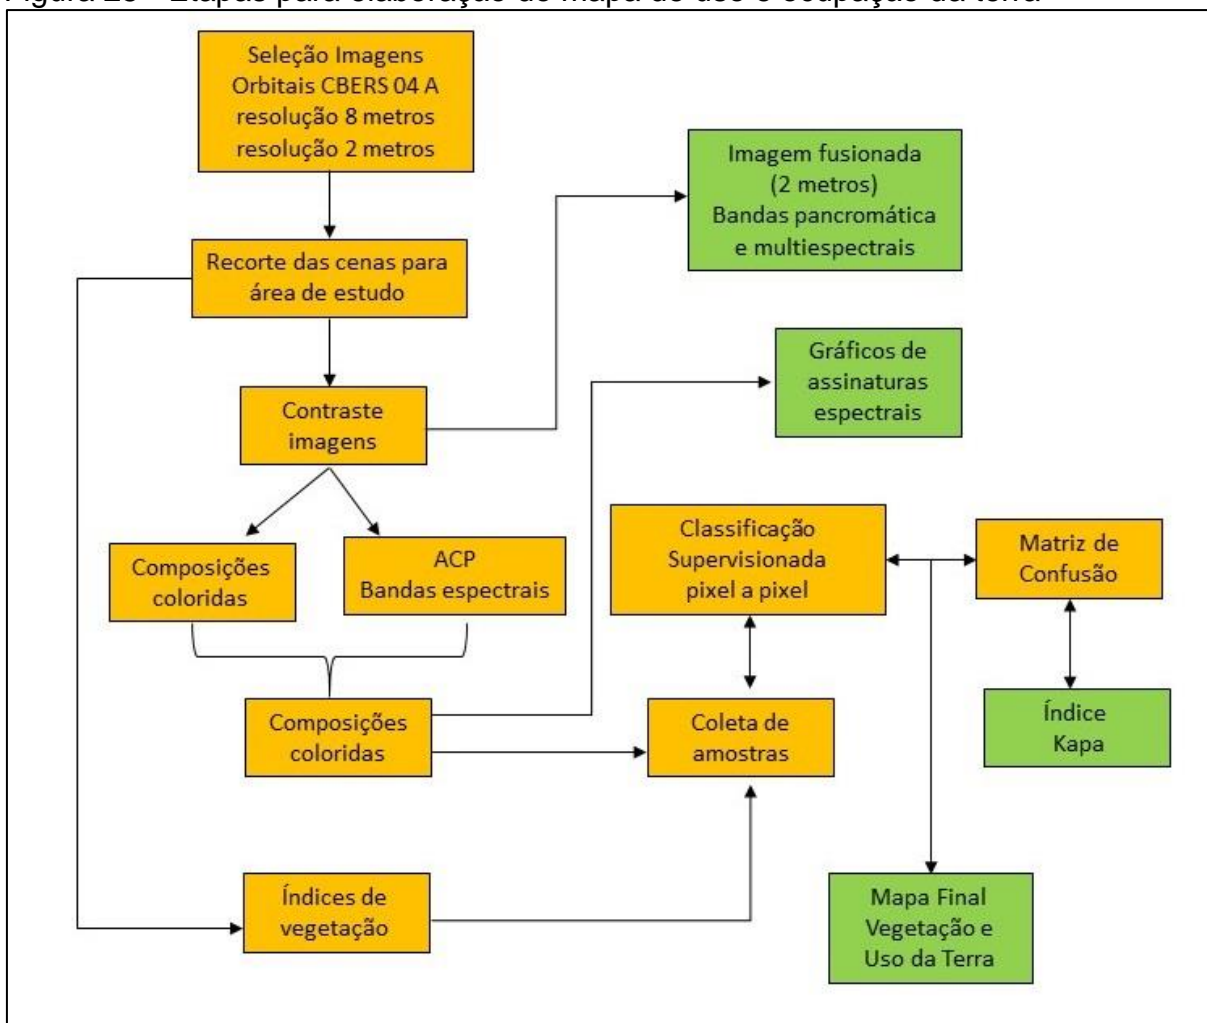 Seleção Imagens
Orbitais CBERS 04 A
resolução 8 metros
resolução 2 metros
Imagem fusionada
(2 metros)
Bandas pancromática
e multiespectrais
Recorte das cenas para
área de estudo
Gráficos de
assinaturas
espectrais
Contraste
imagens
Classificação
Supervisionada
pixel a pixel
Matriz de
Confusão
Composições
coloridas
ACP
Bandas espectrais
Composições
coloridas
Coleta de
amostras
Índice
Kapa
Índices de
vegetação
Mapa Final
Vegetação e
Uso da Terra